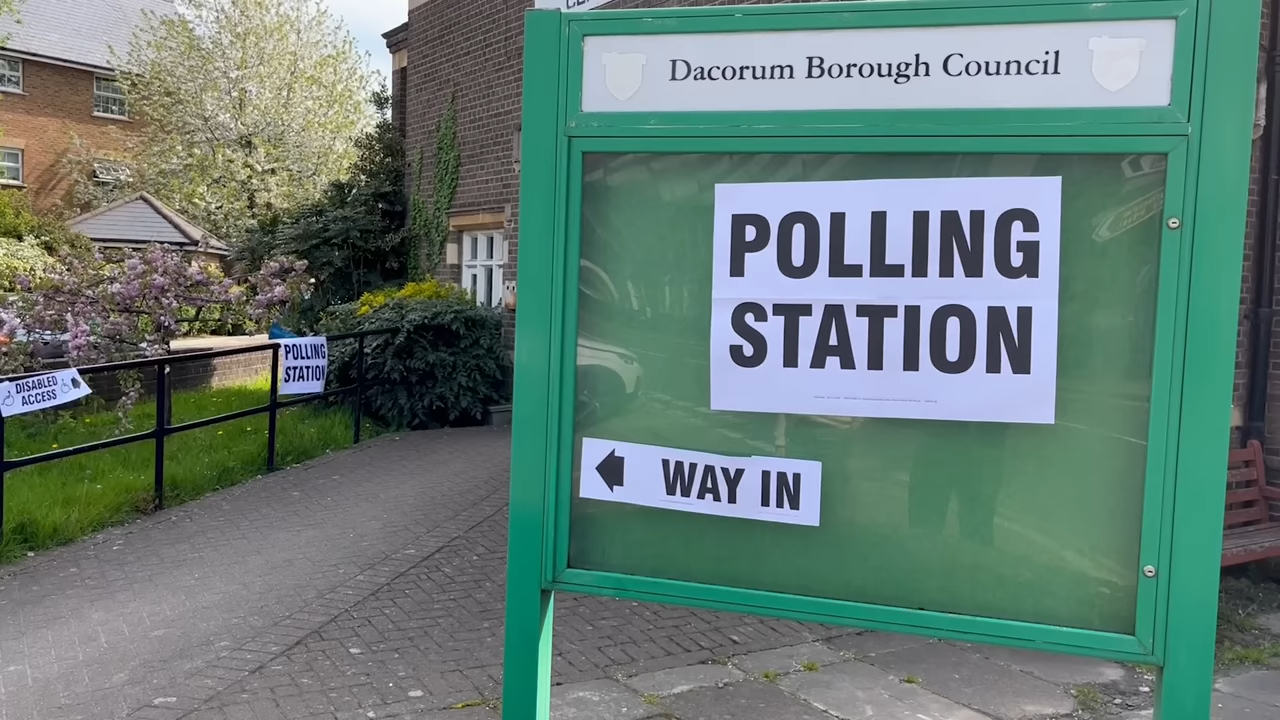 Dacorum Borough Council
POLLING
STATION
WAY IN
POLLING
STATION
DISABLED
ACCESS